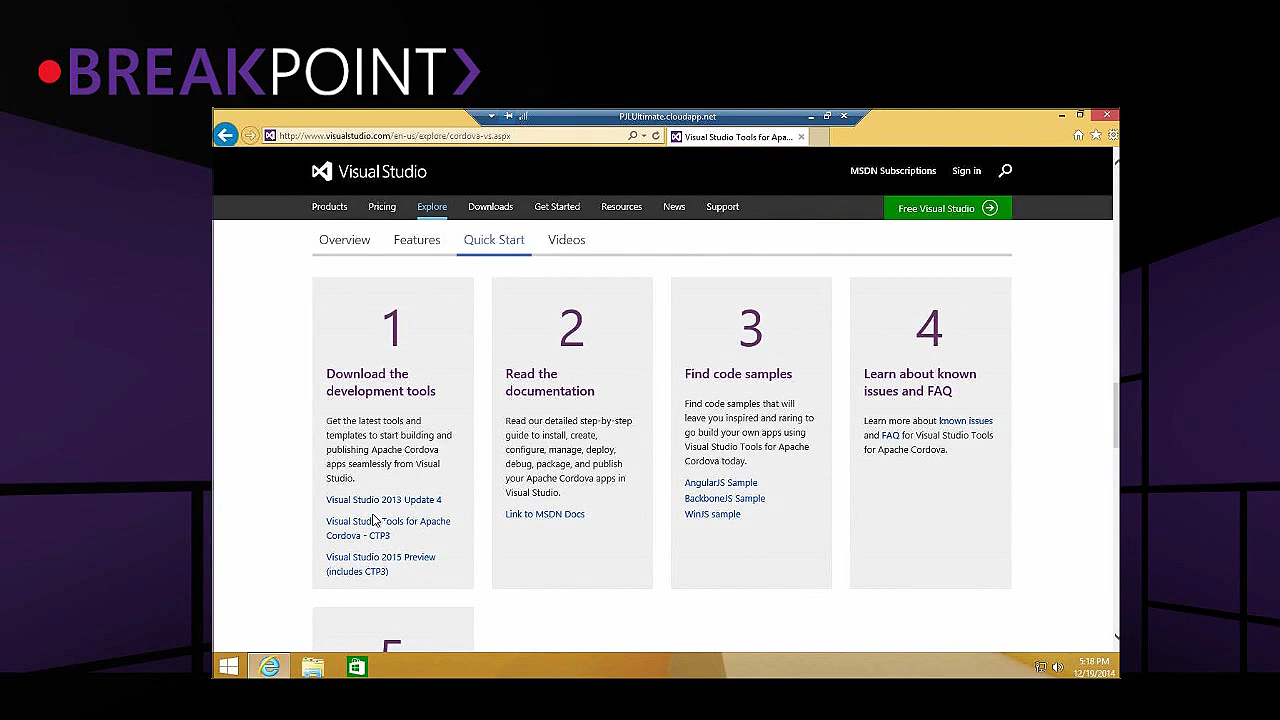 BREAKPOINT
PJLUltimate.cloudapp.net
http://www.visualstudio.com/en-us/explore/cordova-vs.aspx
Visual Studio Tools for Apa...
Visual Studio
MSDN Subscriptions
Sign in
Products
Pricing
Explore
Downloads
Get Started
Resources
News
Support
Free Visual Studio
Overview
Features
Quick Start
Videos
1
Download the
development tools
Get the latest tools and
templates to start building and
publishing Apache Cordova
apps seamlessly from Visual
Studio.
Visual Studio 2013 Update 4
Visual Studio Tools for Apache
Cordova - CTP3
Visual Studio 2015 Preview
(includes CTP3)
2
Read the
documentation
Read our detailed step-by-step
guide to install, create,
configure, manage, deploy,
debug, package, and publish
your Apache Cordova apps in
Visual Studio.
Link to MSDN Docs
3
Find code samples
Find code samples that will
leave you inspired and raring to
go build your own apps using
Visual Studio Tools for Apache
Cordova today.
AngularJS Sample
BackboneJS Sample
WinJS sample
4
Learn about known
issues and FAQ
Learn more about known issues
and FAQ for Visual Studio Tools
for Apache Cordova.
5
5:18 PM
12/19/2014